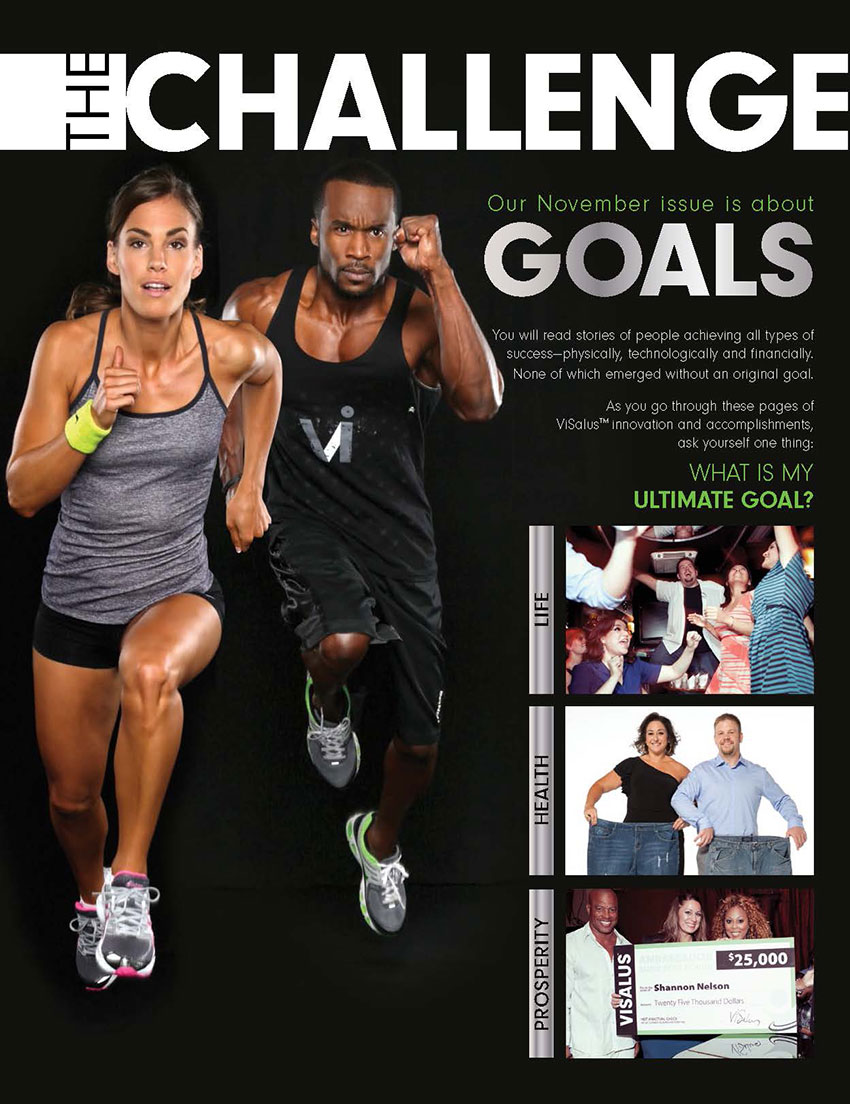 THE CHALLENGE
Our November issue is about
GOALS
You will read stories of people achieving all types of
success—physically, technologically and financially.
None of which emerged without an original goal.
As you go through these pages of
ViSalus™ innovation and accomplishments,
ask yourself one thing:
WHAT IS MY
ULTIMATE GOAL?
Vi
LIFE
HEALTH
PROSPERITY
VISALUS
$25,000
Shannon Nelson
Twenty Five Thousand Dollars